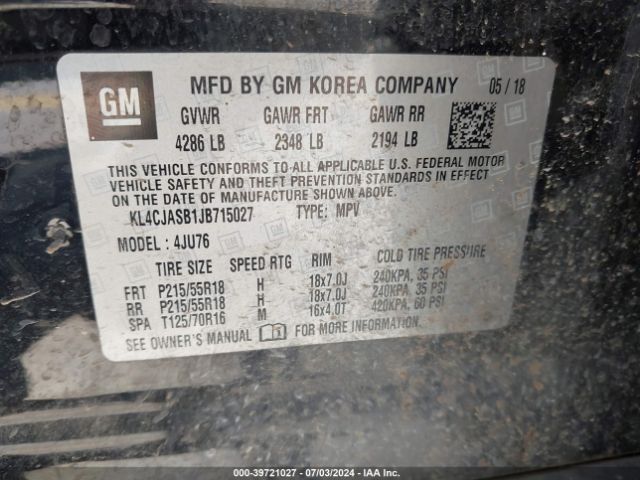 GM
MFD BY GM KOREA COMPANY 05 / 18
GVWR GAWR FRT GAWR RR
4286 LB 2348 LB 2194 LB
THIS VEHICLE CONFORMS TO ALL APPLICABLE U.S. FEDERAL MOTOR
VEHICLE SAFETY AND THEFT PREVENTION STANDARDS IN EFFECT
ON THE DATE OF MANUFACTURE SHOWN ABOVE.
KL4CJASB1JB715027 TYPE: MPV
MODEL : 4JU76
TIRE SIZE SPEED RTG RIM COLD TIRE PRESSURE
FRT P215/55R18 H 18x7.0J 240KPA, 35 PSI
RR P215/55R18 H 18x7.0J 240KPA, 35 PSI
SPA T125/70R16 M 16x4.0T 420KPA, 60 PSI
SEE OWNER'S MANUAL FOR MORE INFORMATION.
000-39721027 - 07/03/2024 - IAA Inc.